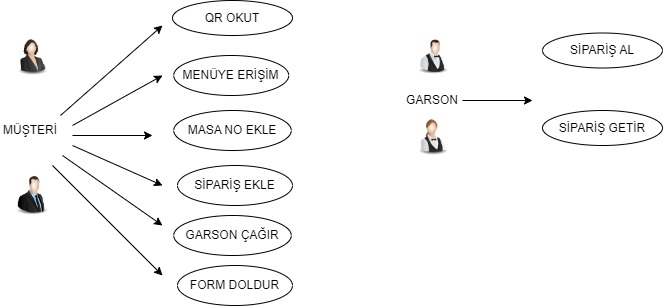 QR OKUT
MENÜYE ERİŞİM
MÜŞTERİ
MASA NO EKLE
SİPARİŞ EKLE
GARSON ÇAĞIR
FORM DOLDUR
SİPARİŞ AL
GARSON
SİPARİŞ GETİR